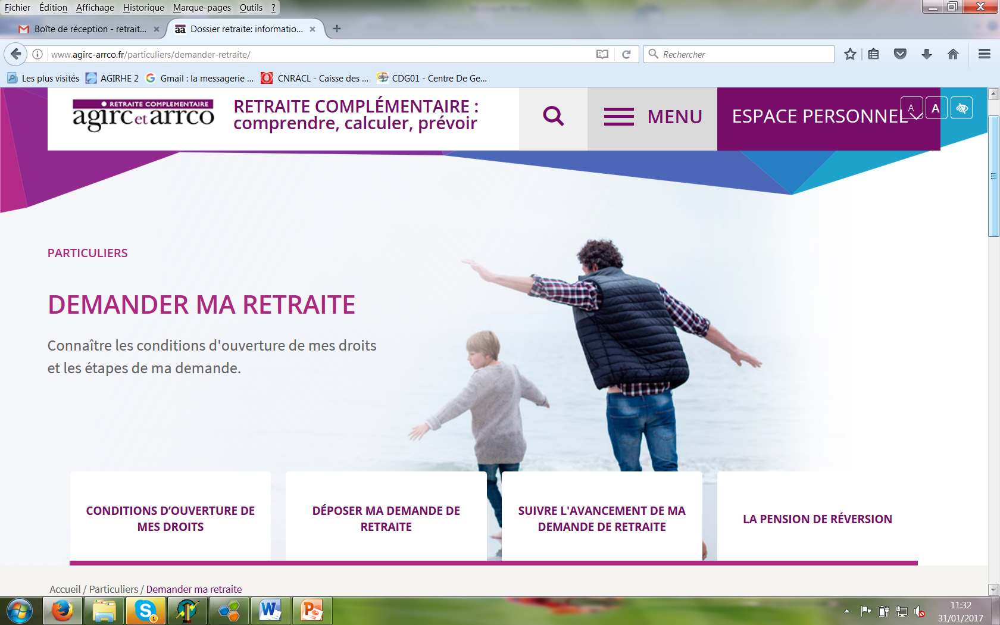 Fichier Édition Affichage Historique Marque-pages Outils ?
Boîte de réception - retrait... × aa Dossier retraite: informatio... × +
www.agirc-arrco.fr/particuliers/demander-retraite/ Rechercher
Les plus visités AGIRHE 2 Gmail : la messagerie ... CNRACL - Caisse des ... CDG01 - Centre De Ge...
RETRAITE COMPLEMENTAIRE
agirc et arrco
RETRAITE COMPLÉMENTAIRE :
comprendre, calculer, prévoir
MENU
ESPACE PERSONNEL
A A
PARTICULIERS
DEMANDER MA RETRAITE
Connaître les conditions d'ouverture de mes droits
et les étapes de ma demande.
CONDITIONS D’OUVERTURE DE
MES DROITS
DÉPOSER MA DEMANDE DE
RETRAITE
SUIVRE L'AVANCEMENT DE MA
DEMANDE DE RETRAITE
LA PENSION DE RÉVERSION
Accueil / Particuliers / Demander ma retraite
11:32
31/01/2017